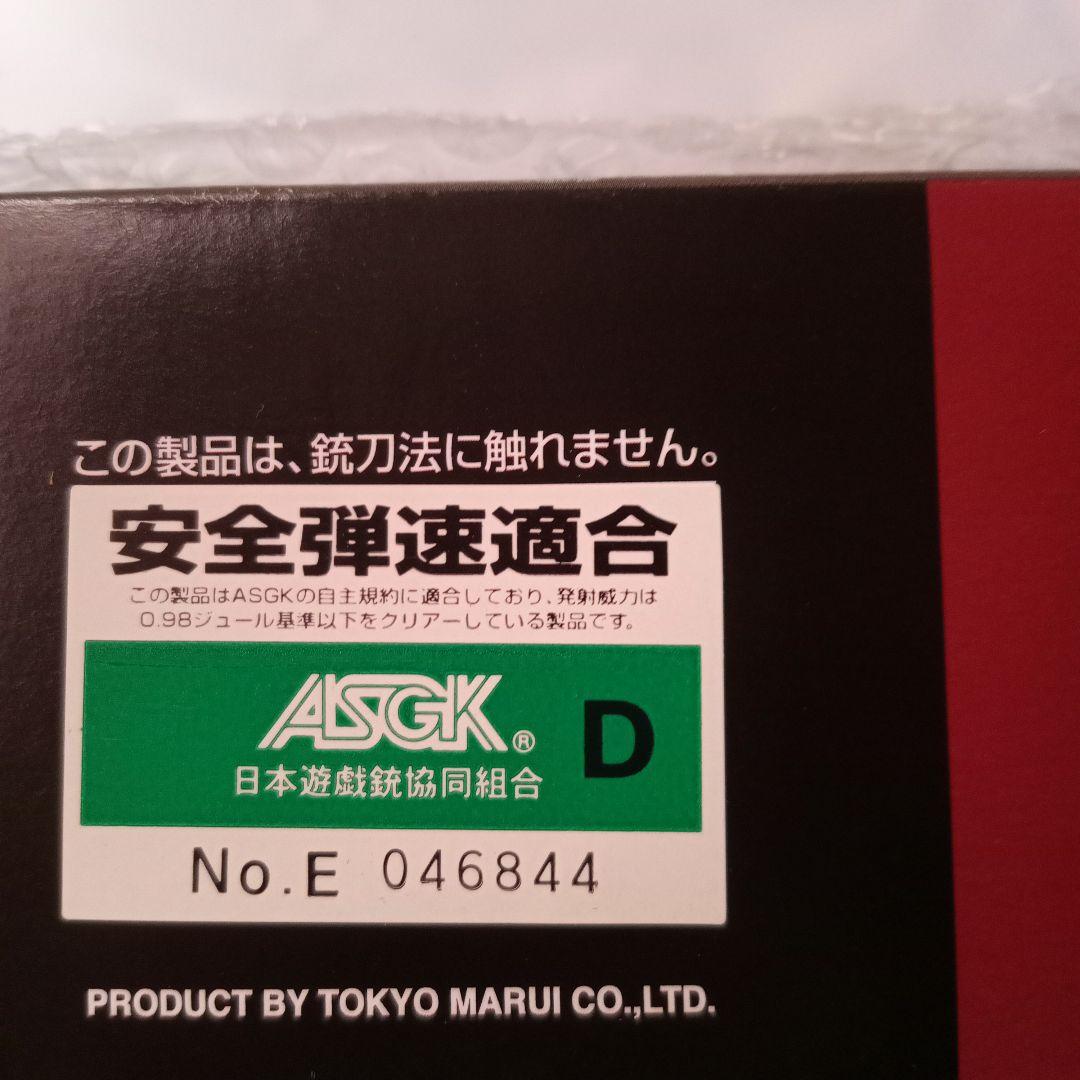 この製品は、銃刀法に触れません。
安全弾速適合
この製品はASGKの自主規約に適合しており、発射威力は
0.98ジュール基準以下をクリアーしている製品です。
ASGK® D
日本遊戯銃協同組合
No.E 046844
PRODUCT BY TOKYO MARUI CO.,LTD.